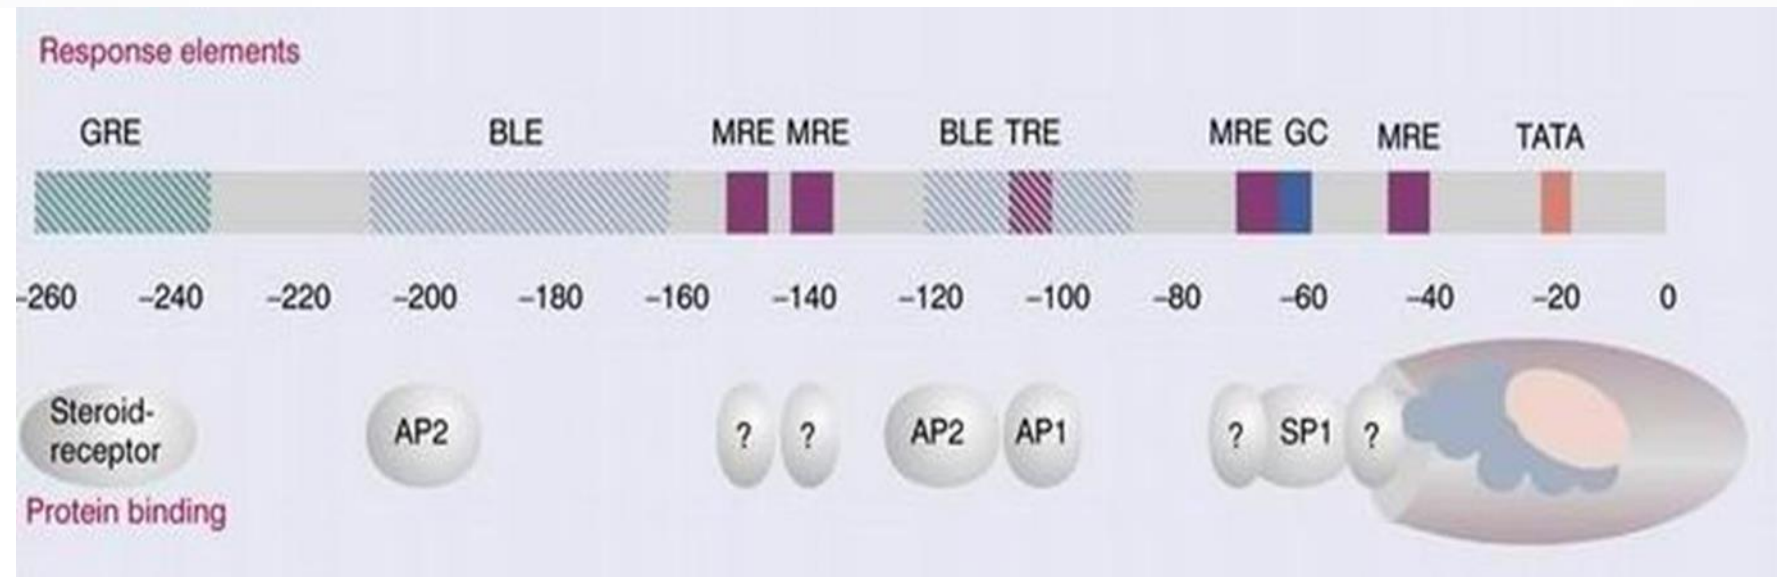 Response elements
GRE BLE MRE MRE BLE TRE MRE GC MRE TATA
-260 -240 -220 -200 -180 -160 -140 -120 -100 -80 -60 -40 -20 0
Steroid-
receptor AP2 ? ? AP2 AP1 ? SP1 ?
Protein binding